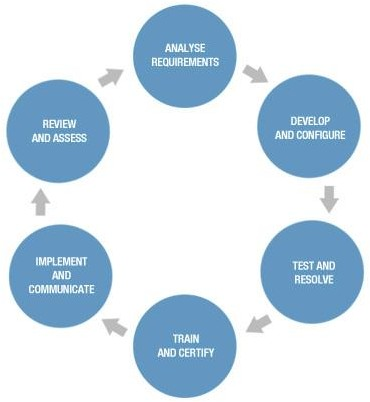 ANALYSE
REQUIREMENTS
DEVELOP
AND CONFIGURE
TEST AND
RESOLVE
TRAIN
AND CERTIFY
IMPLEMENT
AND
COMMUNICATE
REVIEW
AND ASSESS